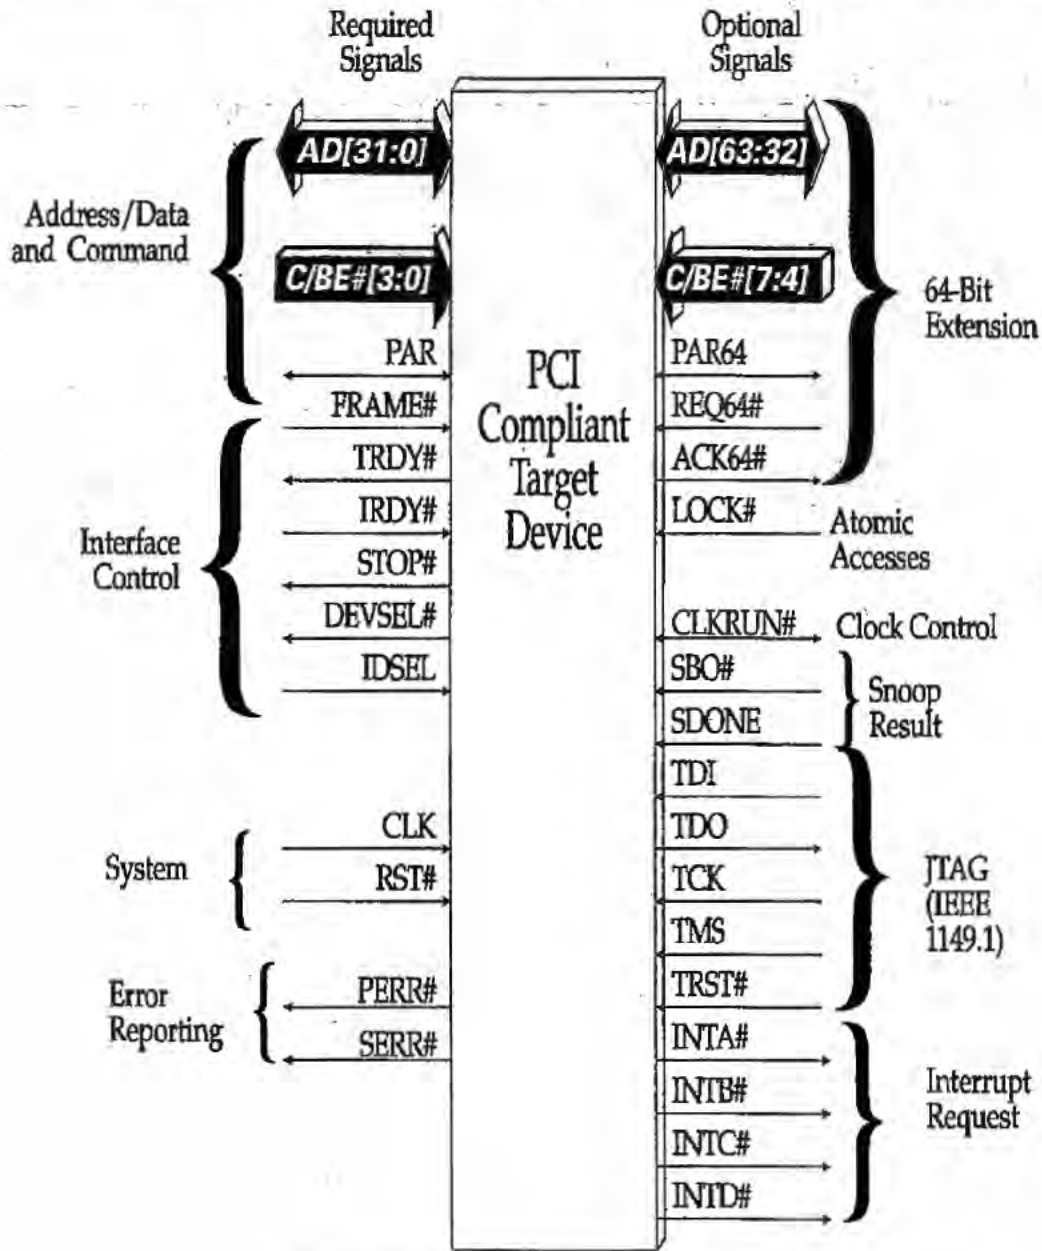 Required
Signals
Optional
Signals
AD[31:0]
AD[63:32]
Address/Data
and Command
C/BE#[3:0]
C/BE#[7:4]
64-Bit
Extension
PAR
PAR64
FRAME#
REQ64#
TRDY#
ACK64#
PCI
Compliant
Target
Device
IRDY#
LOCK#
Atomic
Accesses
Interface
Control
STOP#
DEVSEL#
CLKRUN#
Clock Control
IDSEL
SBO#
Snoop
Result
SDONE
TDI
CLK
TDO
System
RST#
TCK
JTAG
(IEEE
1149.1)
TMS
Error
Reporting
PERR#
TRST#
SERR#
INTA#
INTB#
Interrupt
Request
INTC#
INTD#